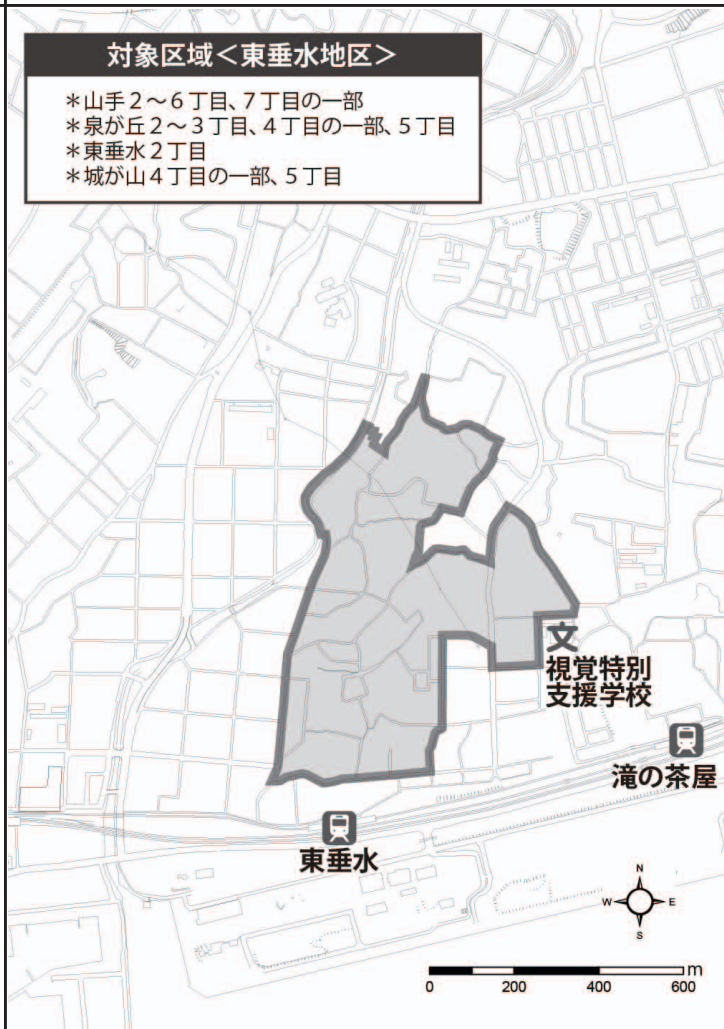 対象区域＜東垂水地区＞
＊山手２～６丁目、７丁目の一部
＊泉が丘２～３丁目、４丁目の一部、５丁目
＊東垂水２丁目
＊城が山４丁目の一部、５丁目
文
視覚特別
支援学校
滝の茶屋
東垂水
N
W E
S
m
0 200 400 600